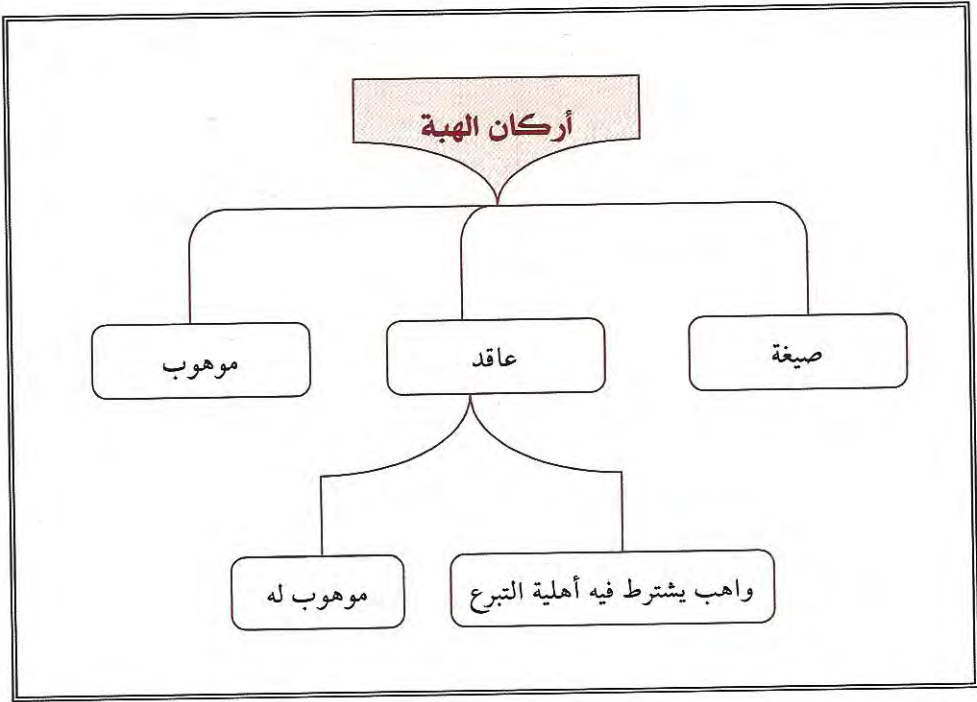 أركان الهبة
صيغة
عاقد
موهوب
واهب يشترط فيه أهلية التبرع
موهوب له